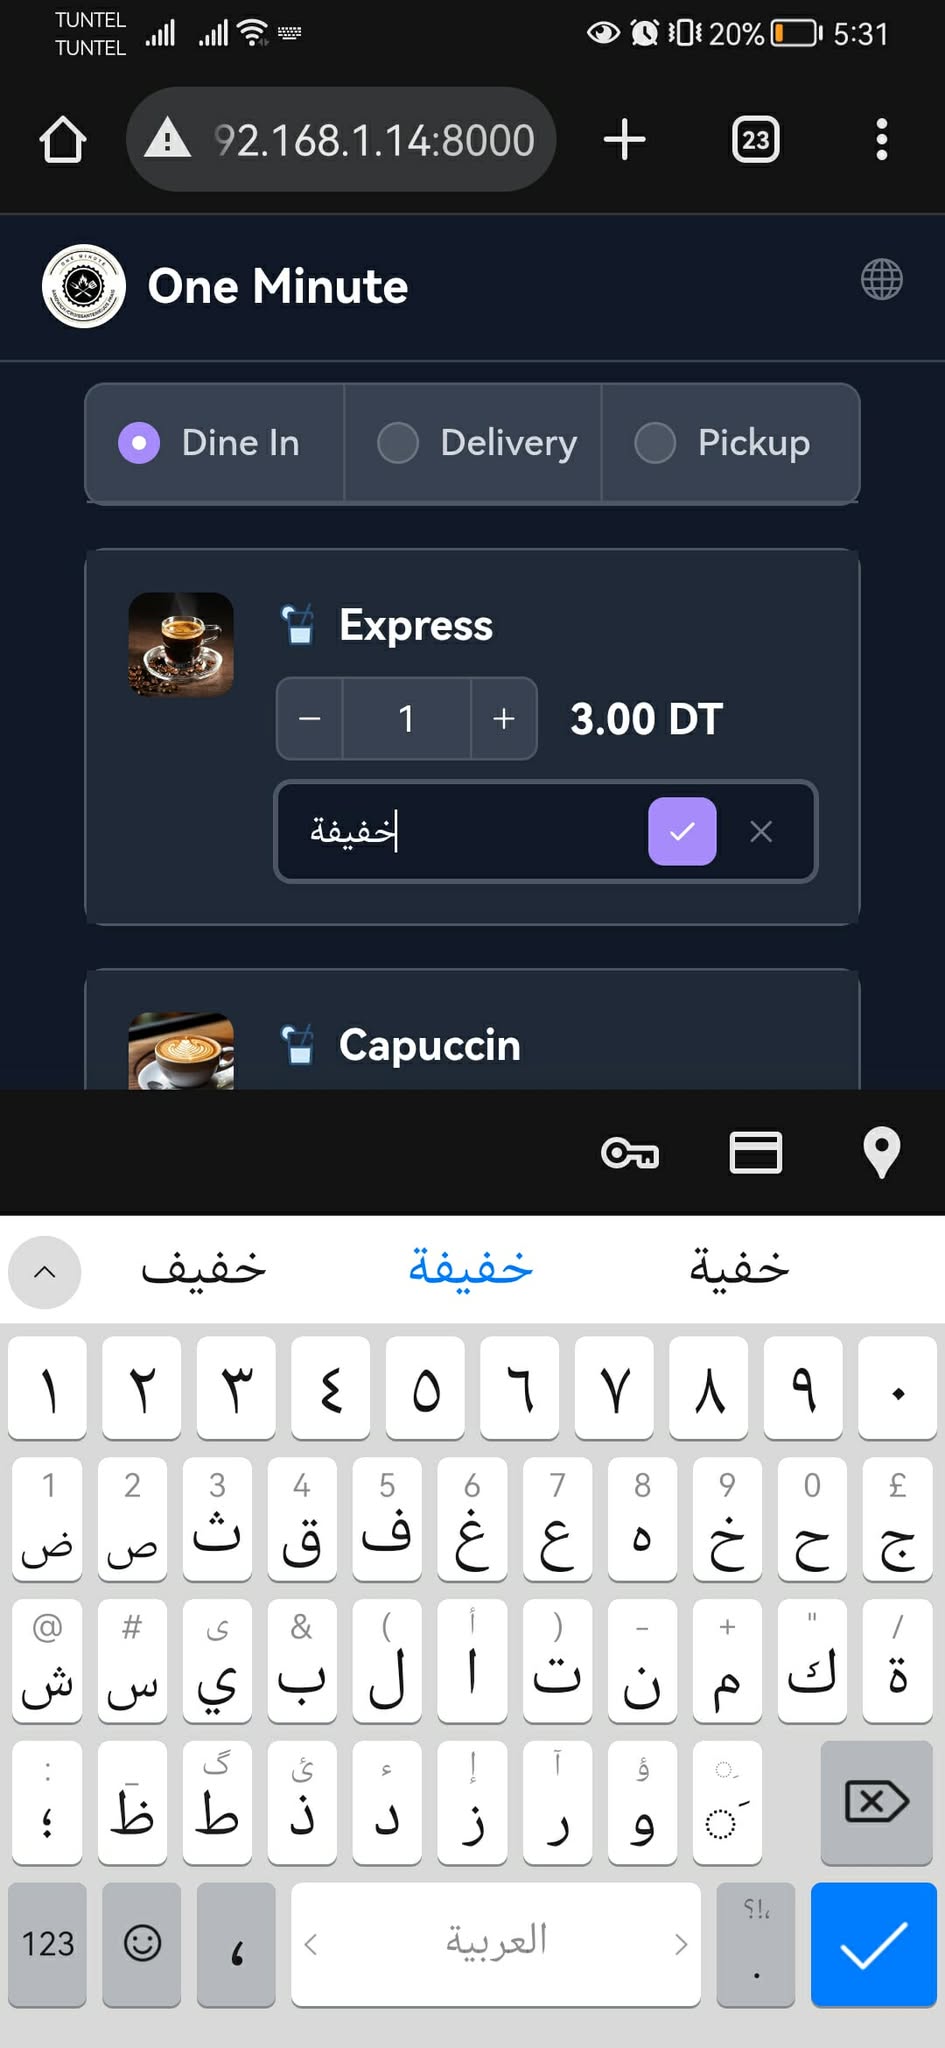 TUNTEL
TUNTEL
20% 5:31
92.168.1.14:8000
23
ONE MINUTE
One Minute
Dine In
Delivery
Pickup
Express
− 1 + 3.00 DT
خفيفة
Capuccin
خفيف خفيفة خفية
١ ٢ ٣ ٤ ٥ ٦ ٧ ٨ ٩ ٠
1 2 3 4 5 6 7 8 9 0 £
ض ص ث ق ف غ ع ه خ ح ج
@ # ى & ( أ ) - + " /
ش س ي ب ل ا ت ن م ك ة
: _ گ ئ ء إ آ ؤ ِ
؛ ظ ط ذ د ز ر و َ
؟!،
123 ، < العربية > .